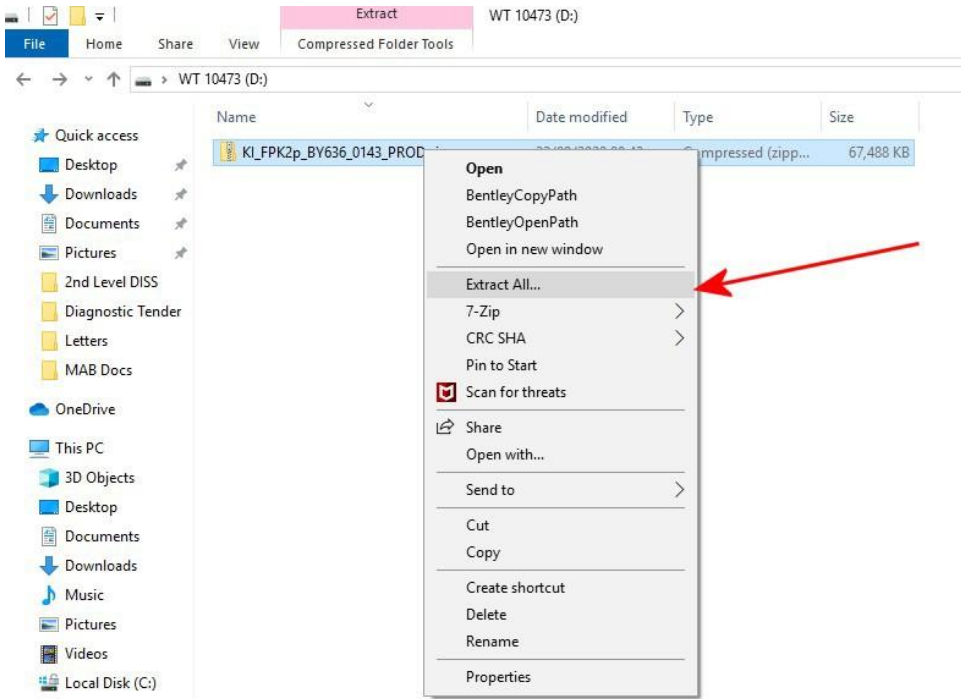 Extract
WT 10473 (D:)
File
Home
Share
View
Compressed Folder Tools
WT 10473 (D:)
Name
Date modified
Type
Size
Quick access
Desktop
Downloads
Documents
Pictures
2nd Level DISS
Diagnostic Tender
Letters
MAB Docs
OneDrive
This PC
3D Objects
Desktop
Documents
Downloads
Music
Pictures
Videos
Local Disk (C:)
KI_FPK2p_BY636_0143_PROD
(zipp...
67,488 KB
Open
BentleyCopyPath
BentleyOpenPath
Open in new window
Extract All...
7-Zip
CRC SHA
Pin to Start
Scan for threats
Share
Open with...
Send to
Cut
Copy
Create shortcut
Delete
Rename
Properties